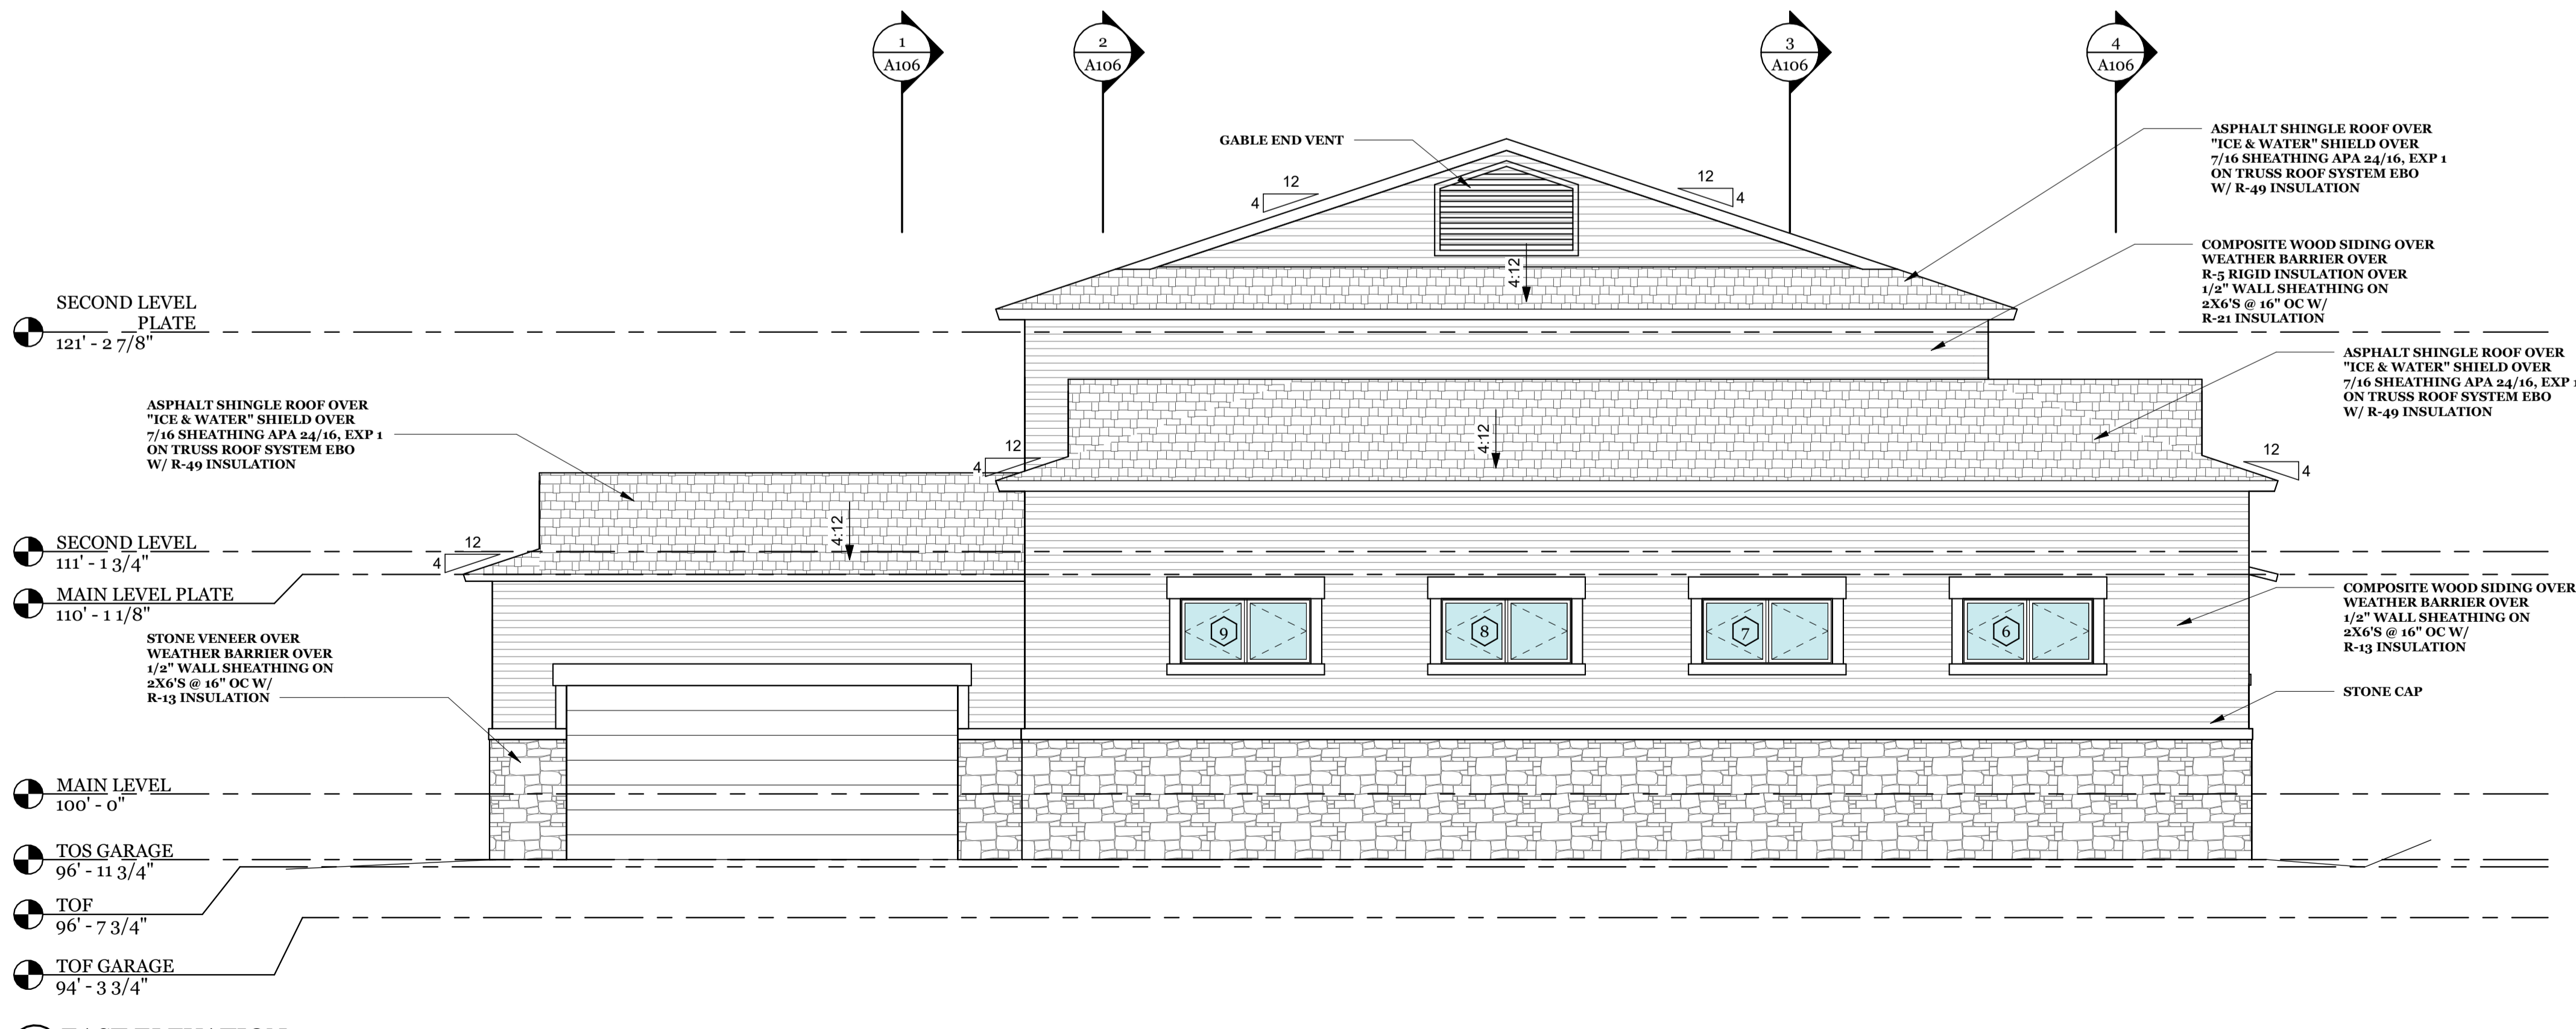 1
A106
2
A106
3
A106
4
A106
GABLE END VENT
12
4
12
4
ASPHALT SHINGLE ROOF OVER
"ICE & WATER" SHIELD OVER
7/16 SHEATHING APA 24/16, EXP 1
ON TRUSS ROOF SYSTEM EBO
W/ R-49 INSULATION
COMPOSITE WOOD SIDING OVER
WEATHER BARRIER OVER
R-5 RIGID INSULATION OVER
1/2" WALL SHEATHING ON
2X6'S @ 16" OC W/
R-21 INSULATION
4:12
SECOND LEVEL
PLATE
121' - 2 7/8"
ASPHALT SHINGLE ROOF OVER
"ICE & WATER" SHIELD OVER
7/16 SHEATHING APA 24/16, EXP 1
ON TRUSS ROOF SYSTEM EBO
W/ R-49 INSULATION
ASPHALT SHINGLE ROOF OVER
"ICE & WATER" SHIELD OVER
7/16 SHEATHING APA 24/16, EXP 1
ON TRUSS ROOF SYSTEM EBO
W/ R-49 INSULATION
4:12
12
4
12
4
4:12
12
4
SECOND LEVEL
111' - 1 3/4"
MAIN LEVEL PLATE
110' - 1 1/8"
STONE VENEER OVER
WEATHER BARRIER OVER
1/2" WALL SHEATHING ON
2X6'S @ 16" OC W/
R-13 INSULATION
9
8
7
6
COMPOSITE WOOD SIDING OVER
WEATHER BARRIER OVER
1/2" WALL SHEATHING ON
2X6'S @ 16" OC W/
R-13 INSULATION
STONE CAP
MAIN LEVEL
100' - 0"
TOS GARAGE
96' - 11 3/4"
TOF
96' - 7 3/4"
TOF GARAGE
94' - 3 3/4"